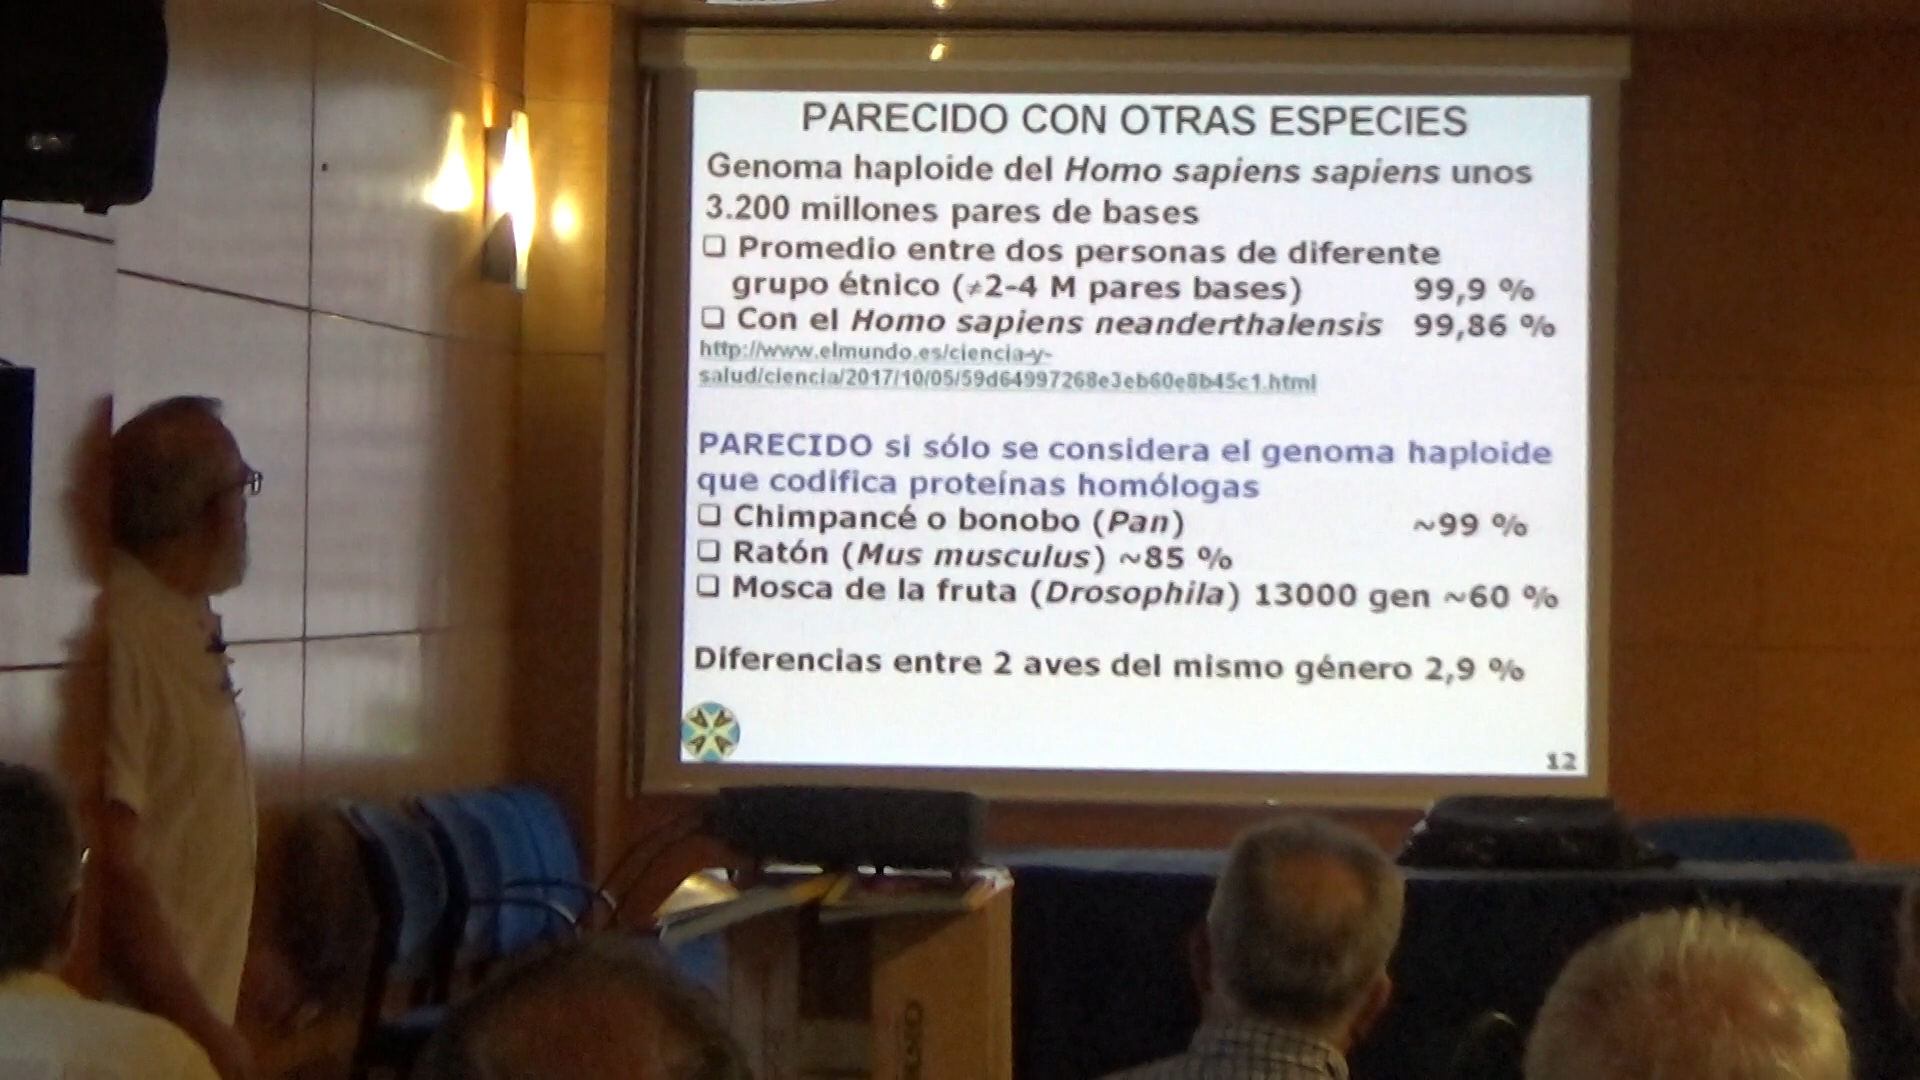 PARECIDO CON OTRAS ESPECIES
Genoma haploide del Homo sapiens sapiens unos
3.200 millones pares de bases
❑ Promedio entre dos personas de diferente
grupo étnico (≠2-4 M pares bases) 99,9 %
❑ Con el Homo sapiens neanderthalensis 99,86 %
http://www.elmundo.es/ciencia-y-
salud/ciencia/2017/10/05/59d64997268e3eb60e8b45c1.html
PARECIDO si sólo se considera el genoma haploide
que codifica proteínas homólogas
❑ Chimpancé o bonobo (Pan) ~99 %
❑ Ratón (Mus musculus) ~85 %
❑ Mosca de la fruta (Drosophila) 13000 gen ~60 %
Diferencias entre 2 aves del mismo género 2,9 %
12